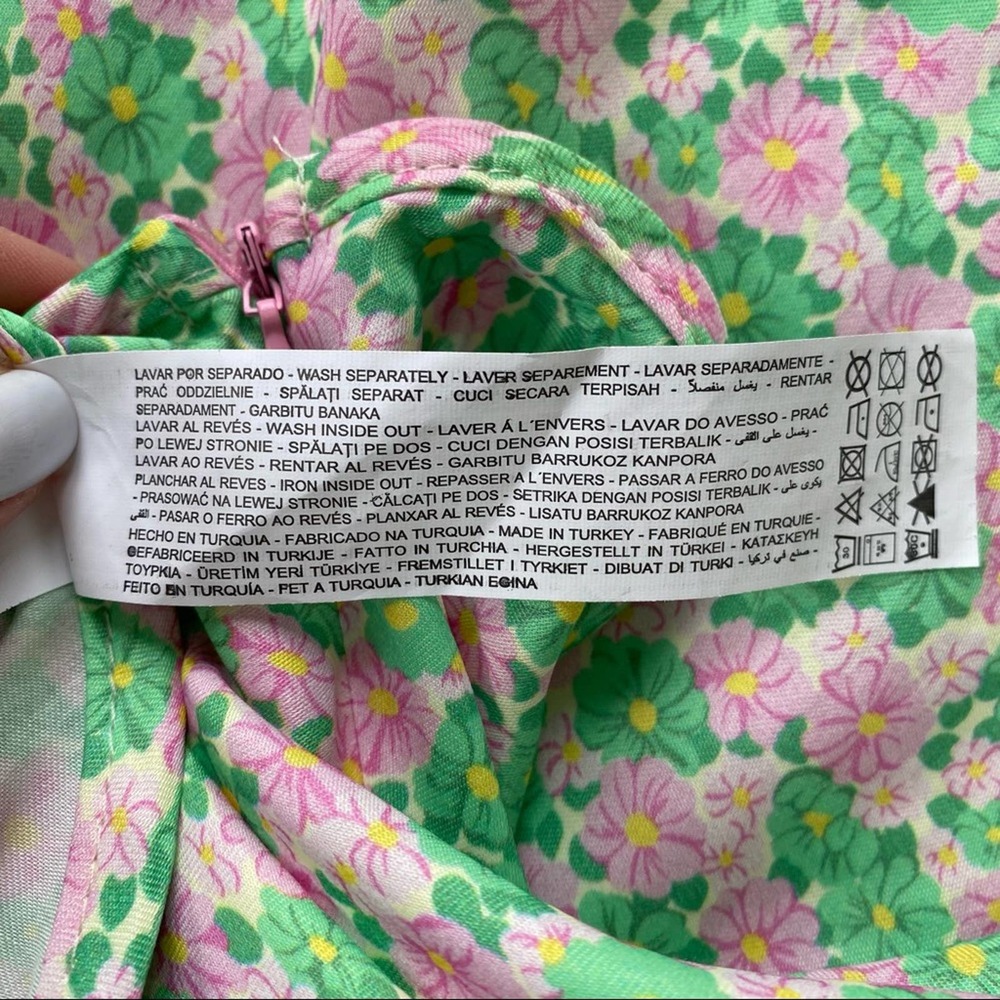 LAVAR POR SEPARADO - WASH SEPARATELY - LAVER SEPAREMENT - LAVAR SEPARADAMENTE -
PRAĆ ODDZIELNIE - SPĂLAȚI SEPARAT - CUCI SECARA TERPISAH - يغسل منفصلاً - RENTAR
SEPARADAMENT - GARBITU BANAKA
LAVAR AL REVÉS - WASH INSIDE OUT - LAVER Á L´ENVERS - LAVAR DO AVESSO - PRAĆ
PO LEWEJ STRONIE - SPĂLAȚI PE DOS - CUCI DENGAN POSISI TERBALIK - يغسل على القفى -
LAVAR AO REVÉS - RENTAR AL REVÉS - GARBITU BARRUKOZ KANPORA
PLANCHAR AL REVES - IRON INSIDE OUT - REPASSER A L´ENVERS - PASSAR A FERRO DO AVESSO
- PRASOWAĆ NA LEWEJ STRONIE - CĂLCAȚI PE DOS - SETRIKA DENGAN POSISI TERBALIK - يكوى على
القفى - PASAR O FERRO AO REVÉS - PLANXAR AL REVÉS - LISATU BARRUKOZ KANPORA
HECHO EN TURQUIA - FABRICADO NA TURQUIA - MADE IN TURKEY - FABRIQUÉ EN TURQUIE -
GEFABRICEERD IN TURKIJE - FATTO IN TURCHIA - HERGESTELLT IN TÜRKEI - ΚΑΤΑΣΚΕΥΗ
ΤΟΥΡΚΙΑ - ÜRETİM YERİ TÜRKİYE - FREMSTILLET I TYRKIET - DIBUAT DI TURKI - صنع في تركيا -
FEITO EN TURQUÍA - PET A TURQUIA - TURKIAN EGINA
30